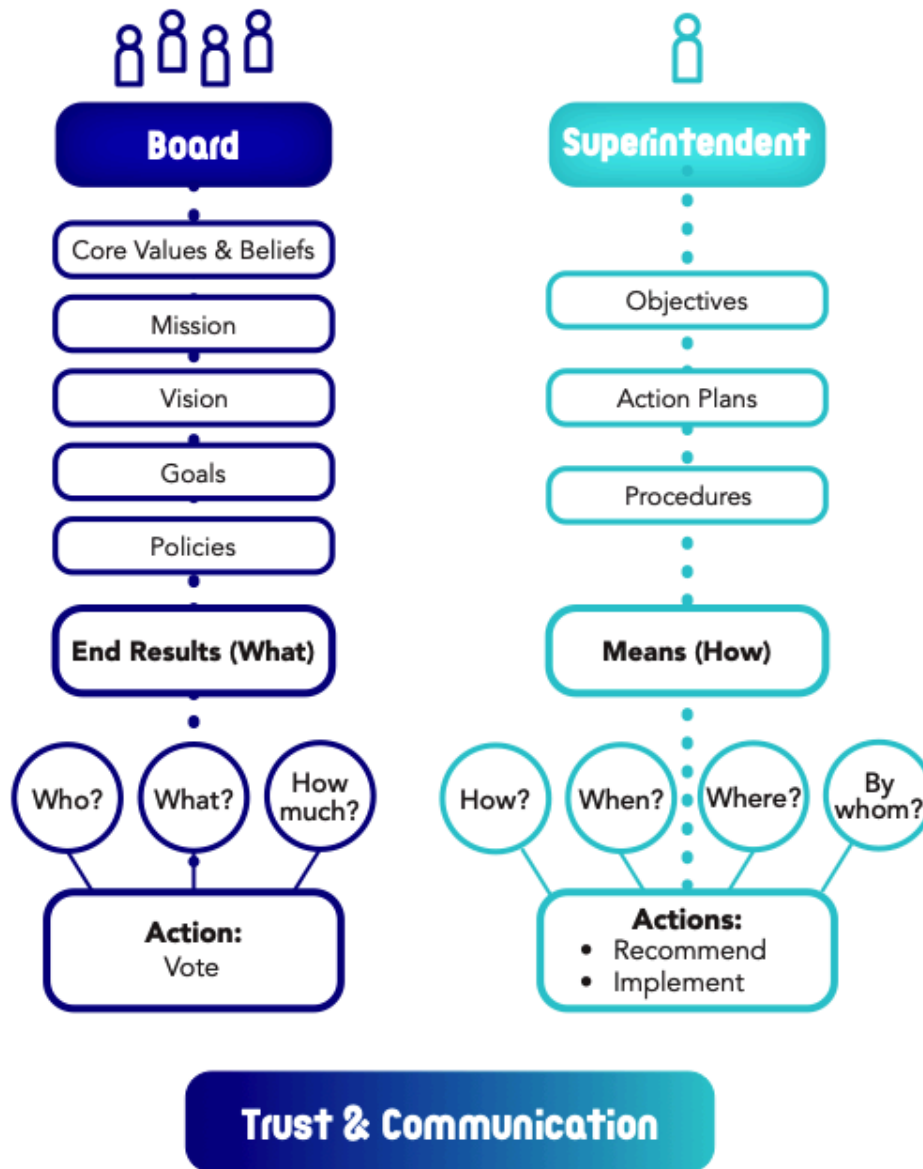 Board
Core Values & Beliefs
Mission
Vision
Goals
Policies
End Results (What)
Who?
What?
How
much?
Action:
Vote
Superintendent
Objectives
Action Plans
Procedures
Means (How)
How?
When?
Where?
By
whom?
Actions:
• Recommend
• Implement
Trust & Communication